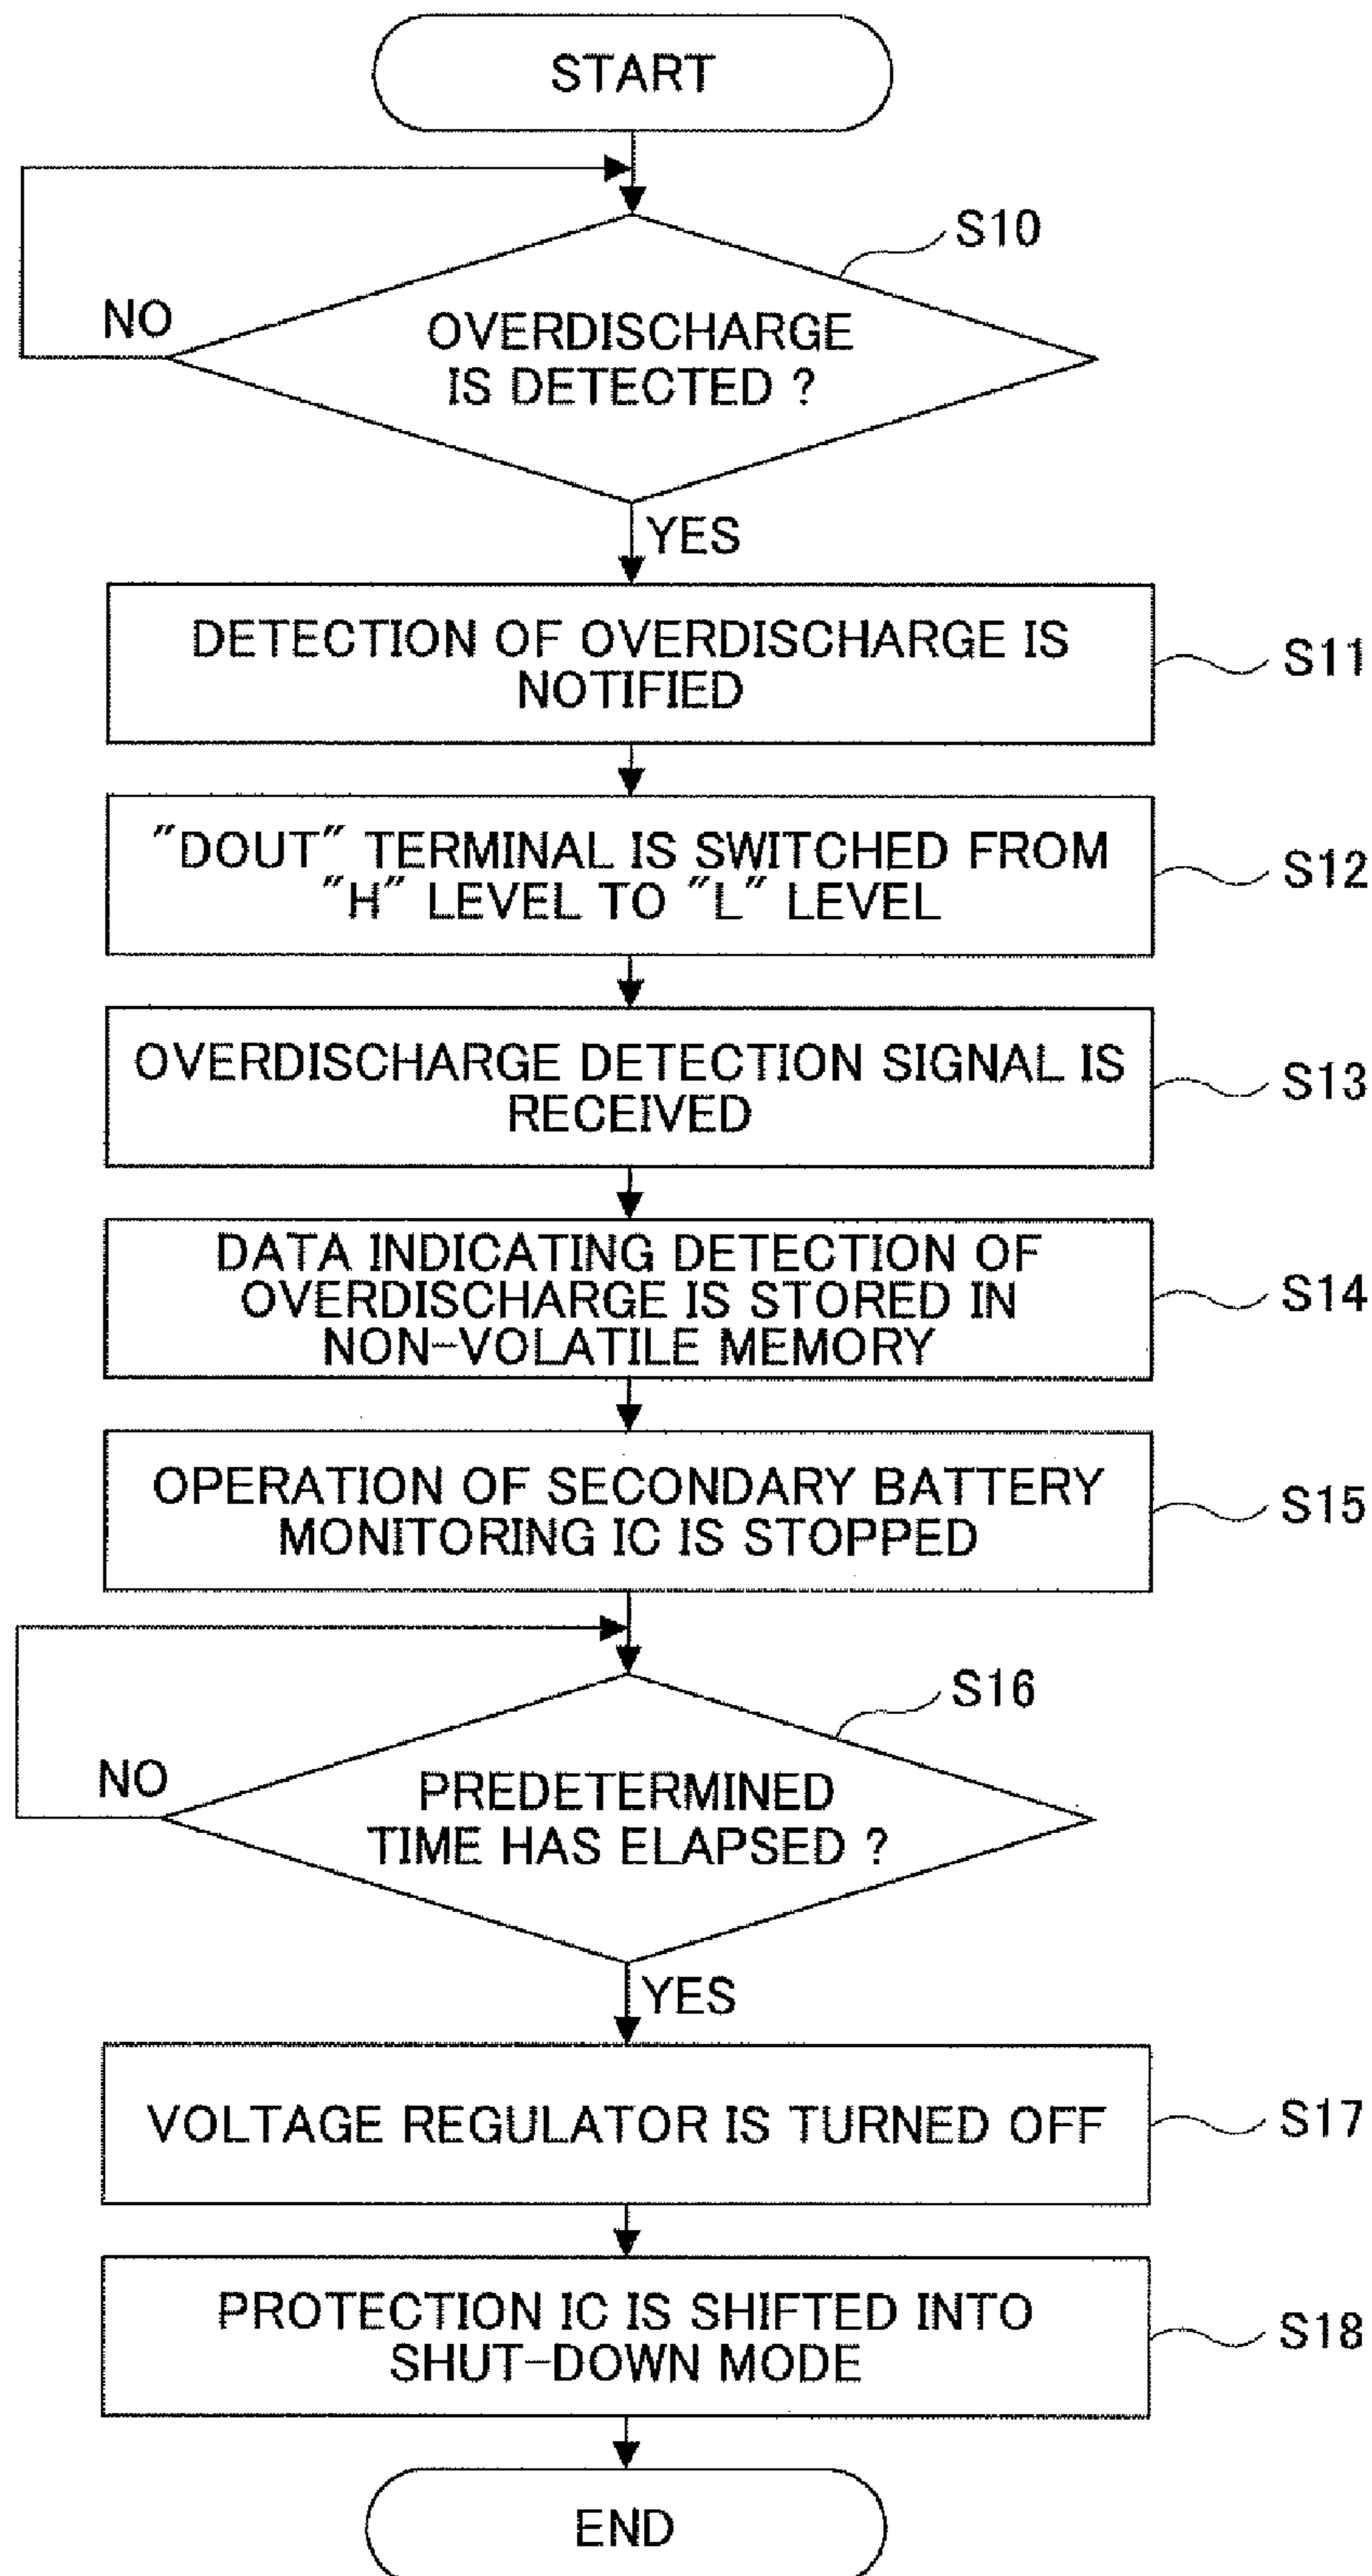 START
S10
NO
OVERDISCHARGE
IS DETECTED ?
YES
DETECTION OF OVERDISCHARGE IS
NOTIFIED
S11
"DOUT" TERMINAL IS SWITCHED FROM
"H" LEVEL TO "L" LEVEL
S12
OVERDISCHARGE DETECTION SIGNAL IS
RECEIVED
S13
DATA INDICATING DETECTION OF
OVERDISCHARGE IS STORED IN
NON-VOLATILE MEMORY
S14
OPERATION OF SECONDARY BATTERY
MONITORING IC IS STOPPED
S15
S16
NO
PREDETERMINED
TIME HAS ELAPSED ?
YES
VOLTAGE REGULATOR IS TURNED OFF
S17
PROTECTION IC IS SHIFTED INTO
SHUT-DOWN MODE
S18
END